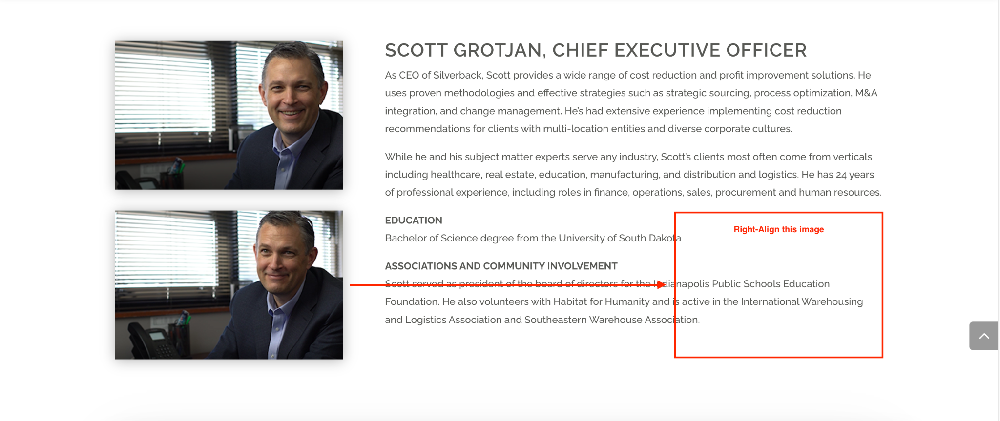 SCOTT GROTJAN, CHIEF EXECUTIVE OFFICER
As CEO of Silverback, Scott provides a wide range of cost reduction and profit improvement solutions. He
uses proven methodologies and effective strategies such as strategic sourcing, process optimization, M&A
integration, and change management. He’s had extensive experience implementing cost reduction
recommendations for clients with multi-location entities and diverse corporate cultures.
While he and his subject matter experts serve any industry, Scott’s clients most often come from verticals
including healthcare, real estate, education, manufacturing, and distribution and logistics. He has 24 years
of professional experience, including roles in finance, operations, sales, procurement and human resources.
EDUCATION
Right-Align this image
Bachelor of Science degree from the University of South Dakota
ASSOCIATIONS AND COMMUNITY INVOLVEMENT
Scott served as president of the board of directors for the Indianapolis Public Schools Education
Foundation. He also volunteers with Habitat for Humanity and is active in the International Warehousing
and Logistics Association and Southeastern Warehouse Association.